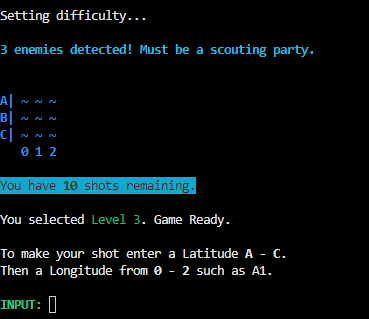 Setting difficulty...
3 enemies detected! Must be a scouting party.
A| ~ ~ ~
B| ~ ~ ~
C| ~ ~ ~
0 1 2
You have 10 shots remaining.
You selected Level 3. Game Ready.
To make your shot enter a Latitude A - C.
Then a Longitude from 0 - 2 such as A1.
INPUT: